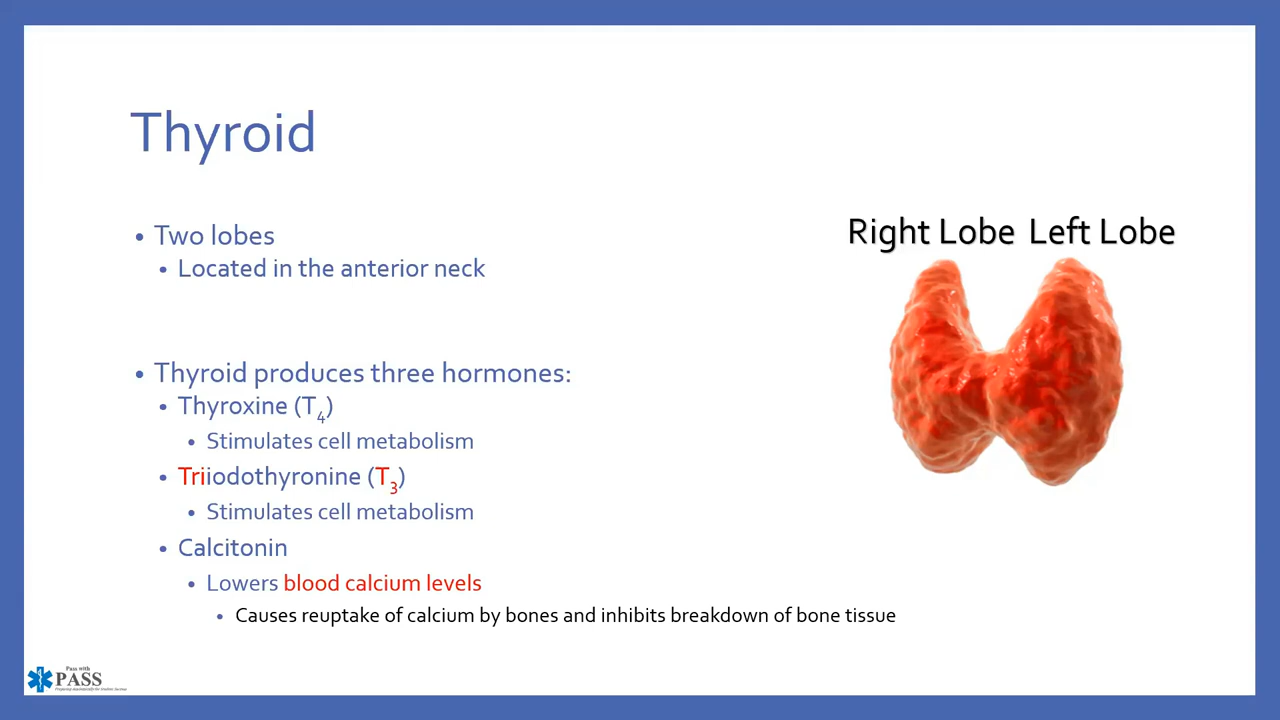 Thyroid
• Two lobes
• Located in the anterior neck
Right Lobe Left Lobe
• Thyroid produces three hormones:
• Thyroxine (T4)
• Stimulates cell metabolism
• Triiodothyronine (T3)
• Stimulates cell metabolism
• Calcitonin
• Lowers blood calcium levels
• Causes reuptake of calcium by bones and inhibits breakdown of bone tissue
Pass with
PASS